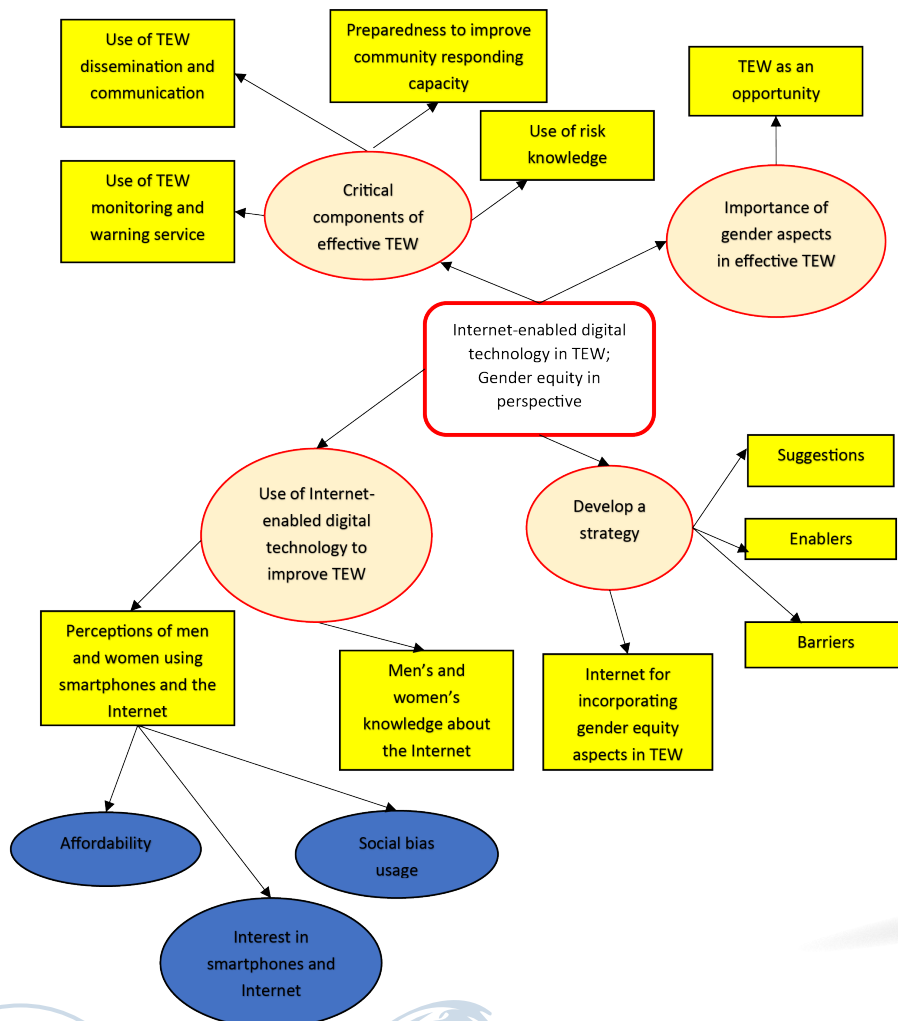 Use of TEW
dissemination and
communication
Preparedness to improve
community responding
capacity
TEW as an
opportunity
Use of risk
knowledge
Use of TEW
monitoring and
warning service
Critical
components of
effective TEW
Importance of
gender aspects
in effective TEW
Internet-enabled digital
technology in TEW;
Gender equity in
perspective
Use of Internet-
enabled digital
technology to
improve TEW
Develop a
strategy
Suggestions
Enablers
Barriers
Perceptions of men
and women using
smartphones and the
Internet
Men’s and
women’s
knowledge about
the Internet
Internet for
incorporating
gender equity
aspects in TEW
Affordability
Social bias
usage
Interest in
smartphones and
Internet